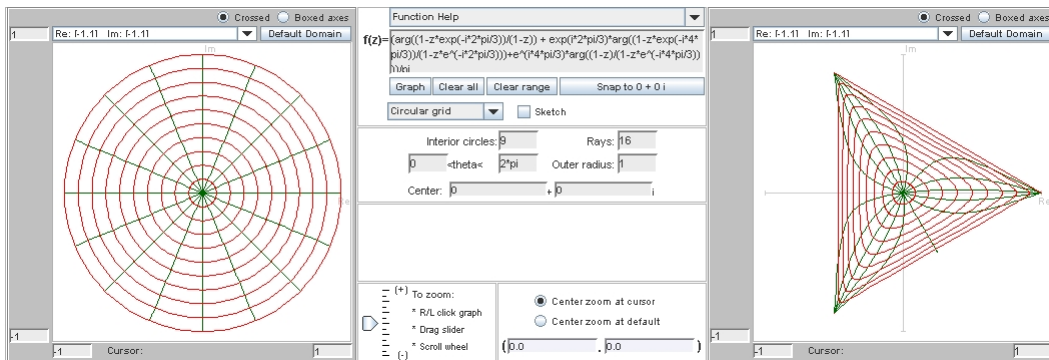 Crossed Boxed axes
1 Re: [-1,1] Im: [-1,1] Default Domain
Im
Re
-1
-1 Cursor: 1
Function Help
f(z)= (arg((1-z*exp(-i*2*pi/3))/(1-z)) + exp(i*2*pi/3)*arg((1-z*exp(-i*4*
pi/3))/(1-z*e^(-i*2*pi/3)))+e^(i*4*pi/3)*arg((1-z)/(1-z*e^(-i*4*pi/3)))
))/pi
Graph Clear all Clear range Snap to 0 + 0 i
Circular grid Sketch
Interior circles: 9 Rays: 16
0 <theta< 2*pi Outer radius: 1
Center: 0 + 0 i
(+) To zoom:
* R/L click graph
* Drag slider
* Scroll wheel
(-)
Center zoom at cursor
Center zoom at default
(0.0 , 0.0 )
Crossed Boxed axes
1 Re: [-1,1] Im: [-1,1] Default Domain
Im
Re
-1
-1 Cursor: 1